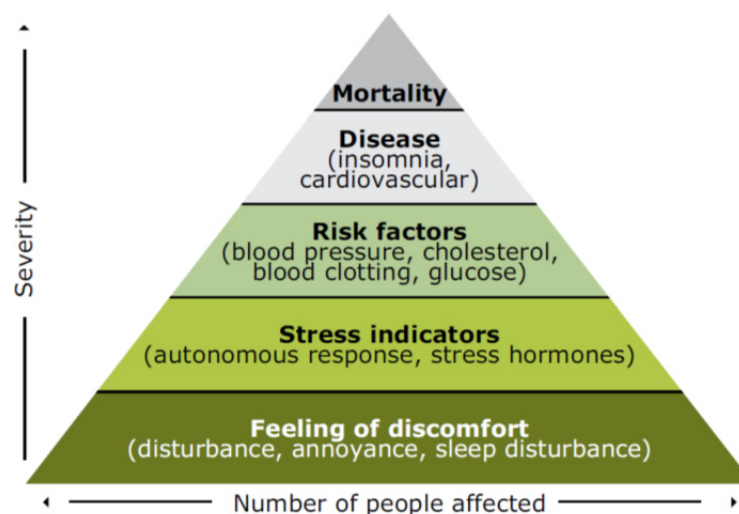 Mortality
Disease
(insomnia,
cardiovascular)
Risk factors
(blood pressure, cholesterol,
blood clotting, glucose)
Stress indicators
(autonomous response, stress hormones)
Feeling of discomfort
(disturbance, annoyance, sleep disturbance)
Severity
Number of people affected